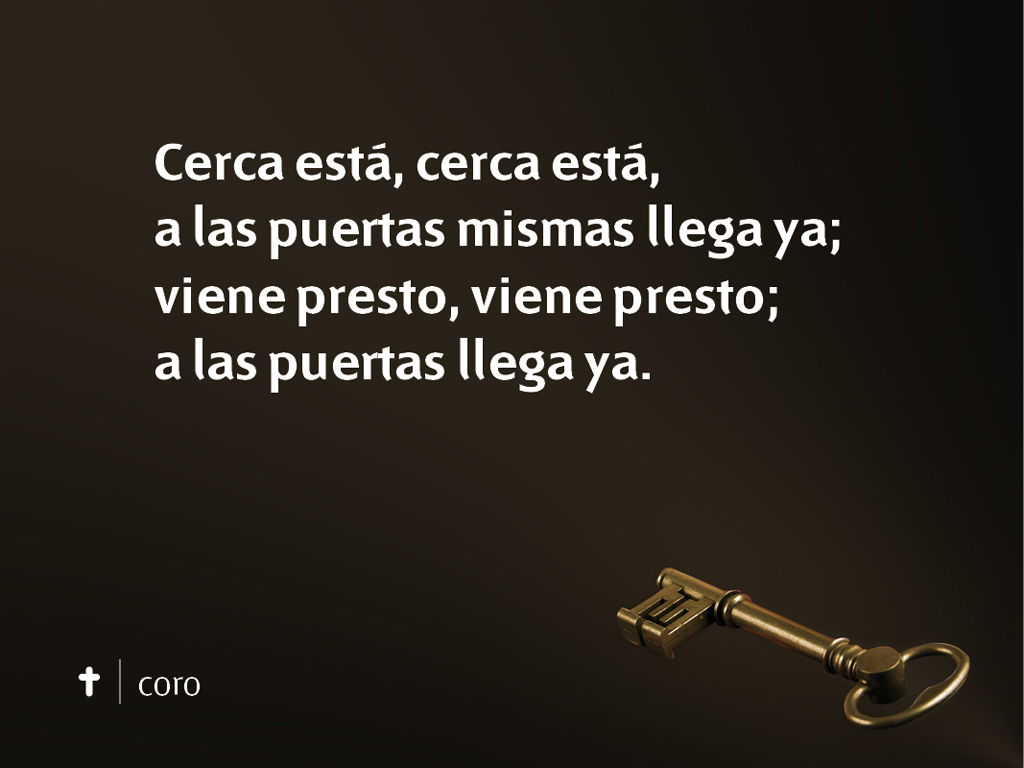 Cerca está, cerca está,
a las puertas mismas llega ya;
viene presto, viene presto;
a las puertas llega ya.
coro